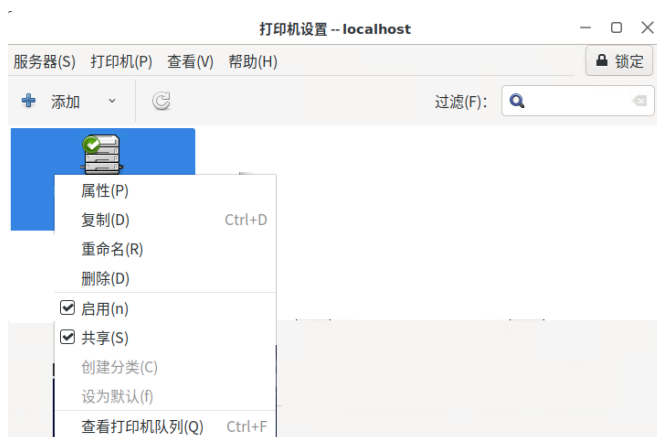 打印机设置 -- localhost
服务器(S) 打印机(P) 查看(V) 帮助(H) 锁定
添加 过滤(F):
属性(P)
复制(D) Ctrl+D
重命名(R)
删除(D)
启用(n)
共享(S)
创建分类(C)
设为默认(f)
查看打印机队列(Q) Ctrl+F